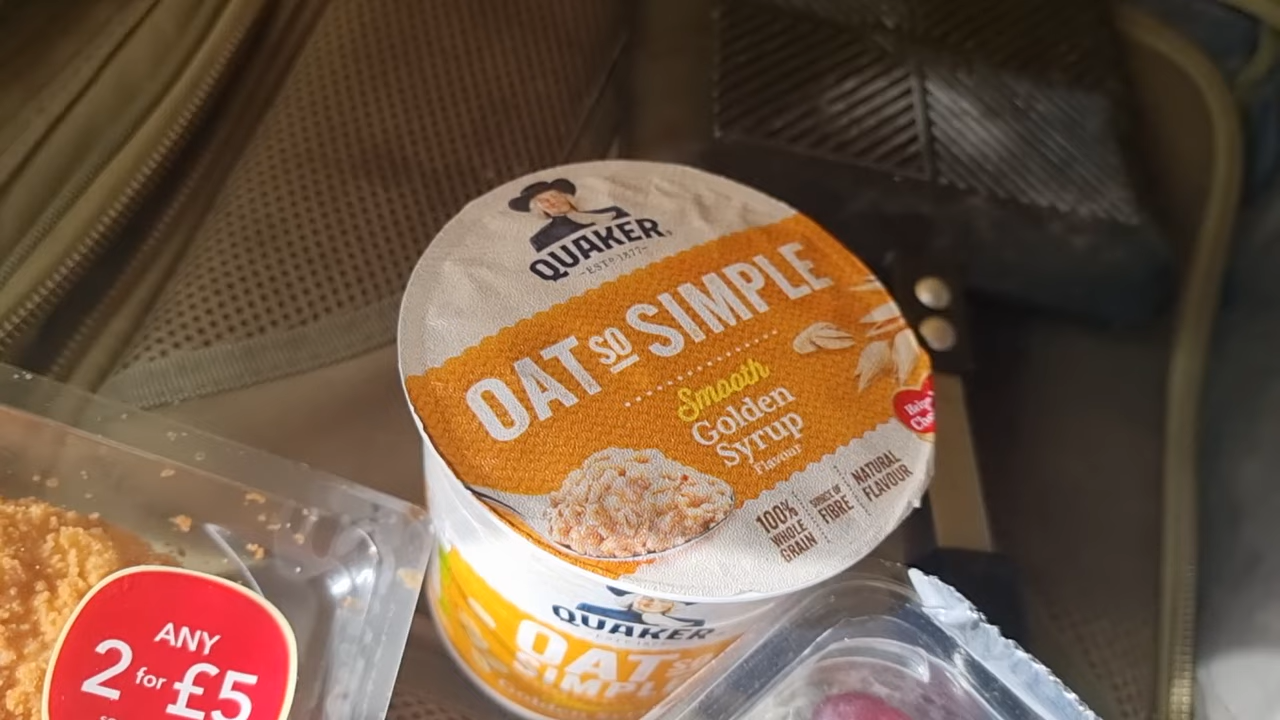 QUAKER
ESTD 1877
OAT SO SIMPLE
Smooth
Golden
Syrup
Flavour
100%
WHOLE
GRAIN
SOURCE OF
FIBRE
NATURAL
FLAVOUR
QUAKER
OAT SO
SIMPLE
ANY
2 for £5